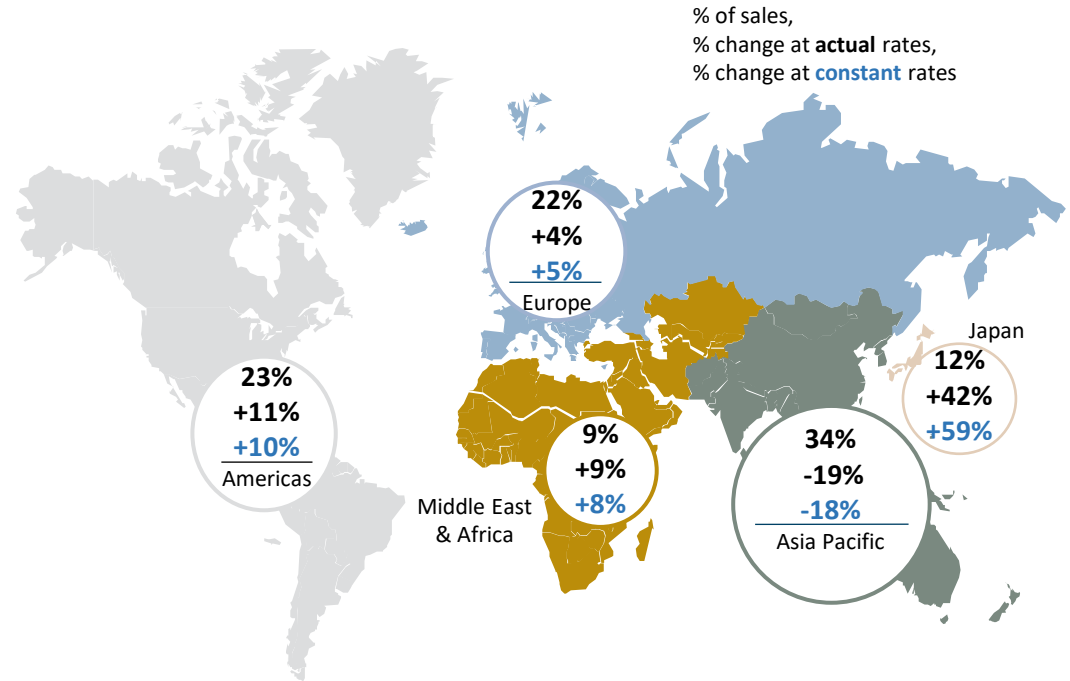 % of sales,
% change at actual rates,
% change at constant rates
22%
+4%
+5%
Europe
Japan
12%
+42%
+59%
23%
+11%
+10%
Americas
9%
+9%
+8%
Middle East
& Africa
34%
-19%
-18%
Asia Pacific